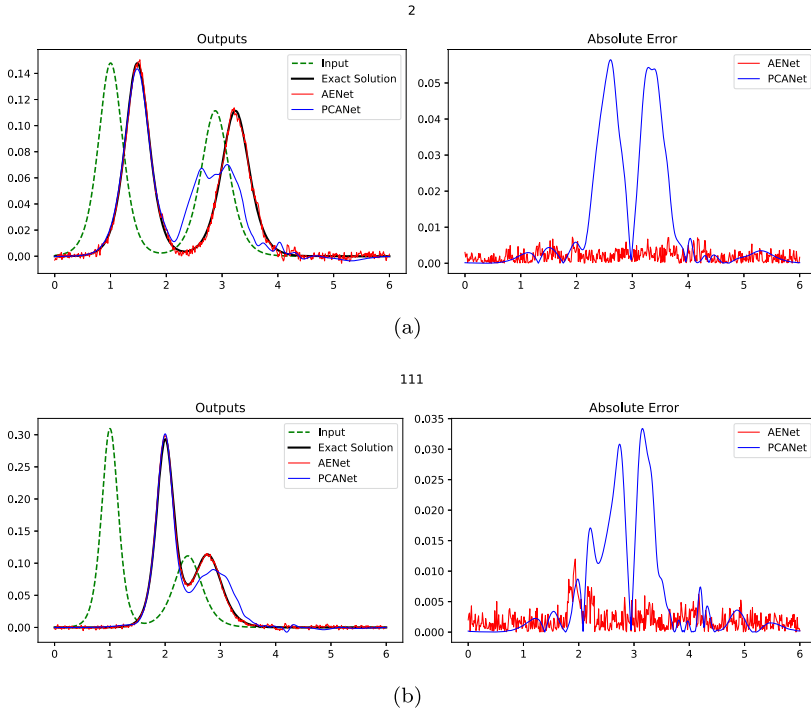 2
Outputs
Absolute Error
Input
Exact Solution
AENet
PCANet
AENet
PCANet
0.14
0.12
0.10
0.08
0.06
0.04
0.02
0.00
0.05
0.04
0.03
0.02
0.01
0.00
0 1 2 3 4 5 6
0 1 2 3 4 5 6
(a)
111
Outputs
Absolute Error
Input
Exact Solution
AENet
PCANet
AENet
PCANet
0.30
0.25
0.20
0.15
0.10
0.05
0.00
0.035
0.030
0.025
0.020
0.015
0.010
0.005
0.000
0 1 2 3 4 5 6
0 1 2 3 4 5 6
(b)